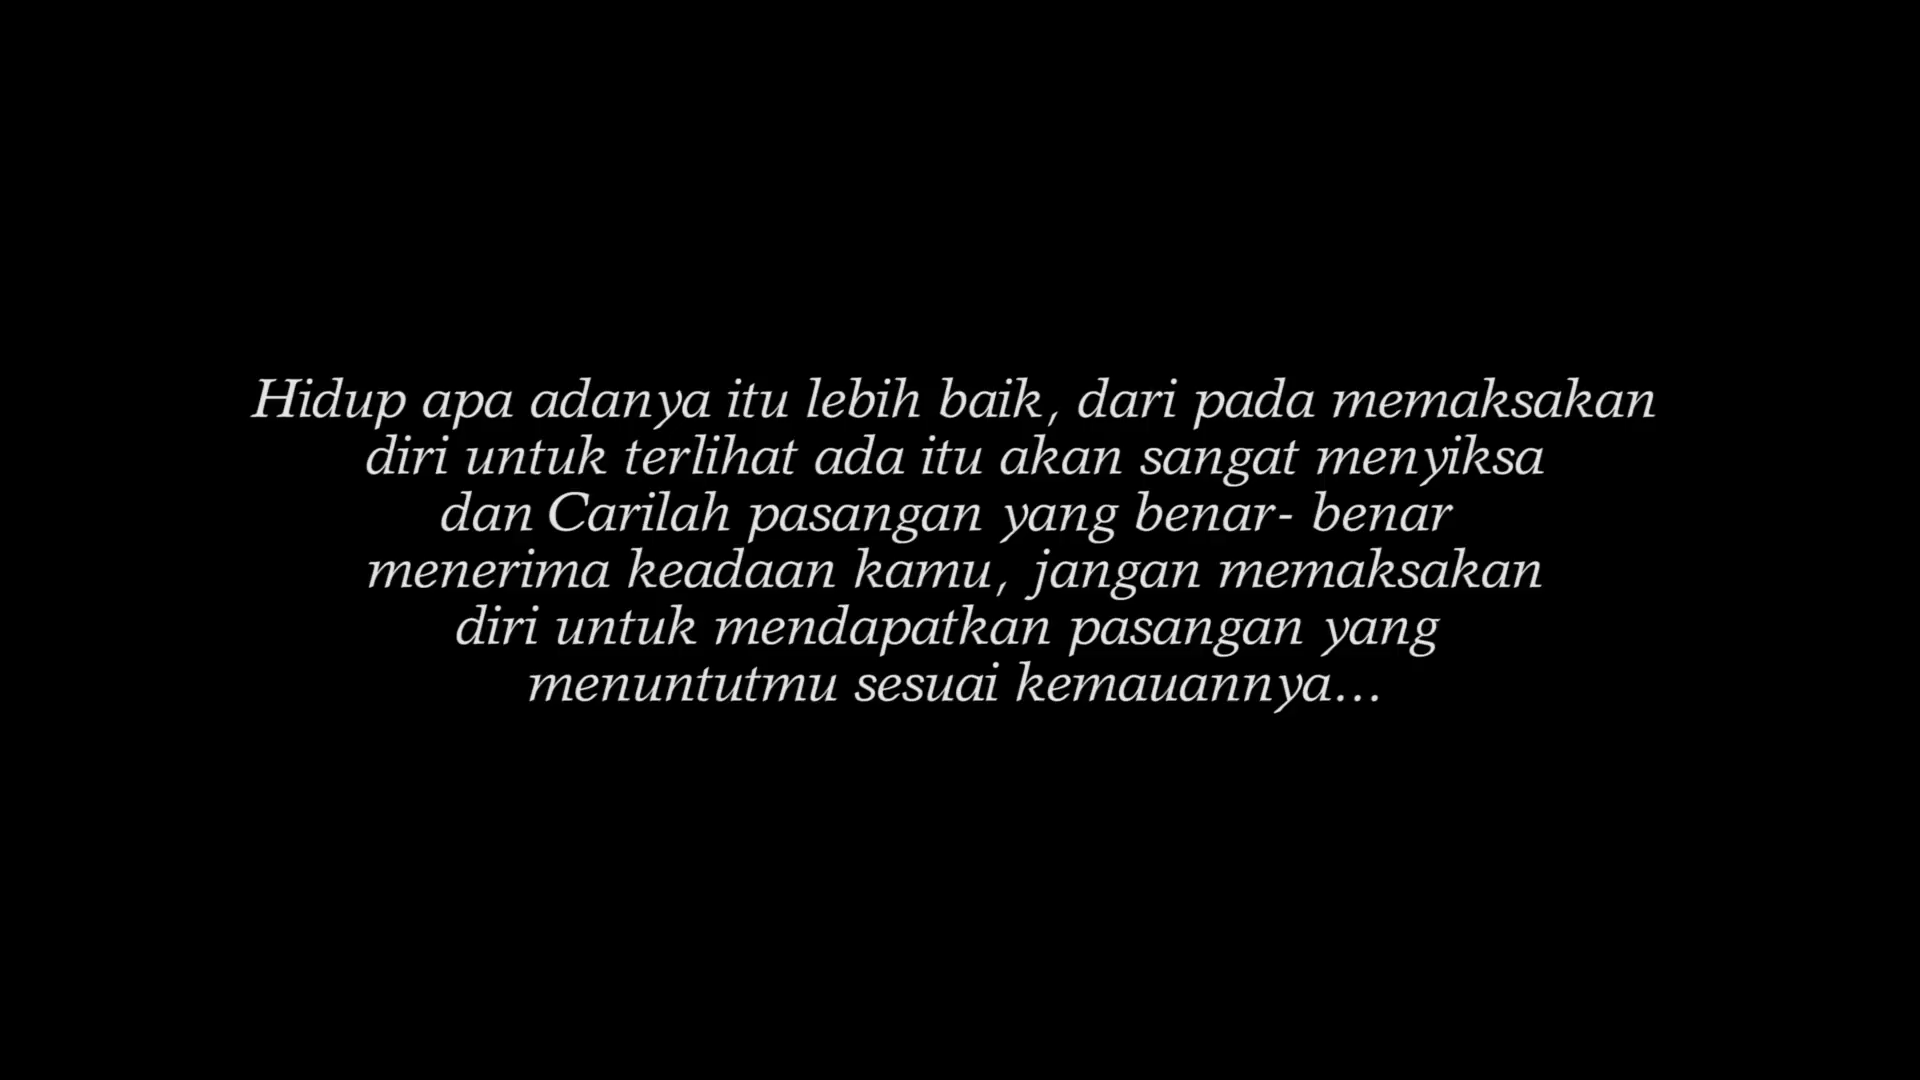 Hidup apa adanya itu lebih baik, dari pada memaksakan
diri untuk terlihat ada itu akan sangat menyiksa
dan Carilah pasangan yang benar- benar
menerima keadaan kamu, jangan memaksakan
diri untuk mendapatkan pasangan yang
menuntutmu sesuai kemauannya...